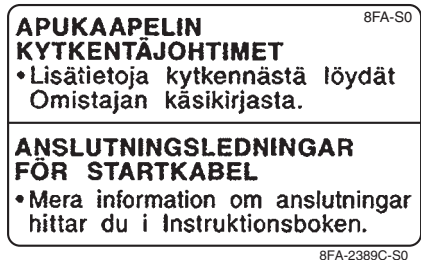 8FA-S0
APUKAAPELIN
KYTKENTÄJOHTIMET
•Lisätietoja kytkennästä löydät
Omistajan käsikirjasta.
ANSLUTNINGSLEDNINGAR
FÖR STARTKABEL
•Mera information om anslutningar
hittar du i Instruktionsboken.
8FA-2389C-S0